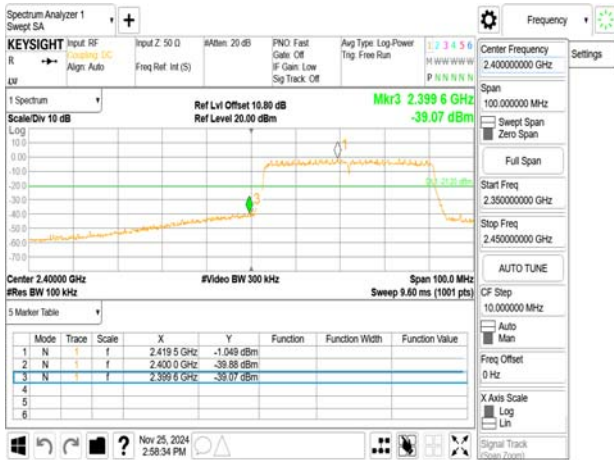 Spectrum Analyzer 1
Swept SA
Frequency
KEYSIGHT Input: RF
R Coupling: DC
Align: Auto
Input Z: 50 Ω
Freq Ref: Int (S)
#Atten: 20 dB
PNO: Fast
Gate: Off
IF Gain: Low
Sig Track: Off
Avg Type: Log-Power
Trig: Free Run
1 2 3 4 5 6
M W W W W W
P N N N N N
LXI
1 Spectrum
Scale/Div 10 dB
Ref Lvl Offset 10.80 dB
Ref Level 20.00 dBm
Mkr3 2.399 6 GHz
-39.07 dBm
Log
10.0
0.00
-10.0
-20.0
-30.0
-40.0
-50.0
-60.0
-70.0
1
3
Center 2.40000 GHz
#Res BW 100 kHz
#Video BW 300 kHz
Span 100.0 MHz
Sweep 9.60 ms (1001 pts)
5 Marker Table
Mode Trace Scale X Y Function Function Width Function Value
1 N 1 f 2.419 5 GHz -1.049 dBm
2 N 1 f 2.400 0 GHz -39.88 dBm
3 N 1 f 2.399 6 GHz -39.07 dBm
4
5
6
Nov 25, 2024
2:58:34 PM
Center Frequency
2.400000000 GHz
Settings
Span
100.000000 MHz
Swept Span
Zero Span
Full Span
Start Freq
2.350000000 GHz
Stop Freq
2.450000000 GHz
AUTO TUNE
CF Step
10.000000 MHz
Auto
Man
Freq Offset
0 Hz
X Axis Scale
Log
Lin
Signal Track
(Span Zoom)